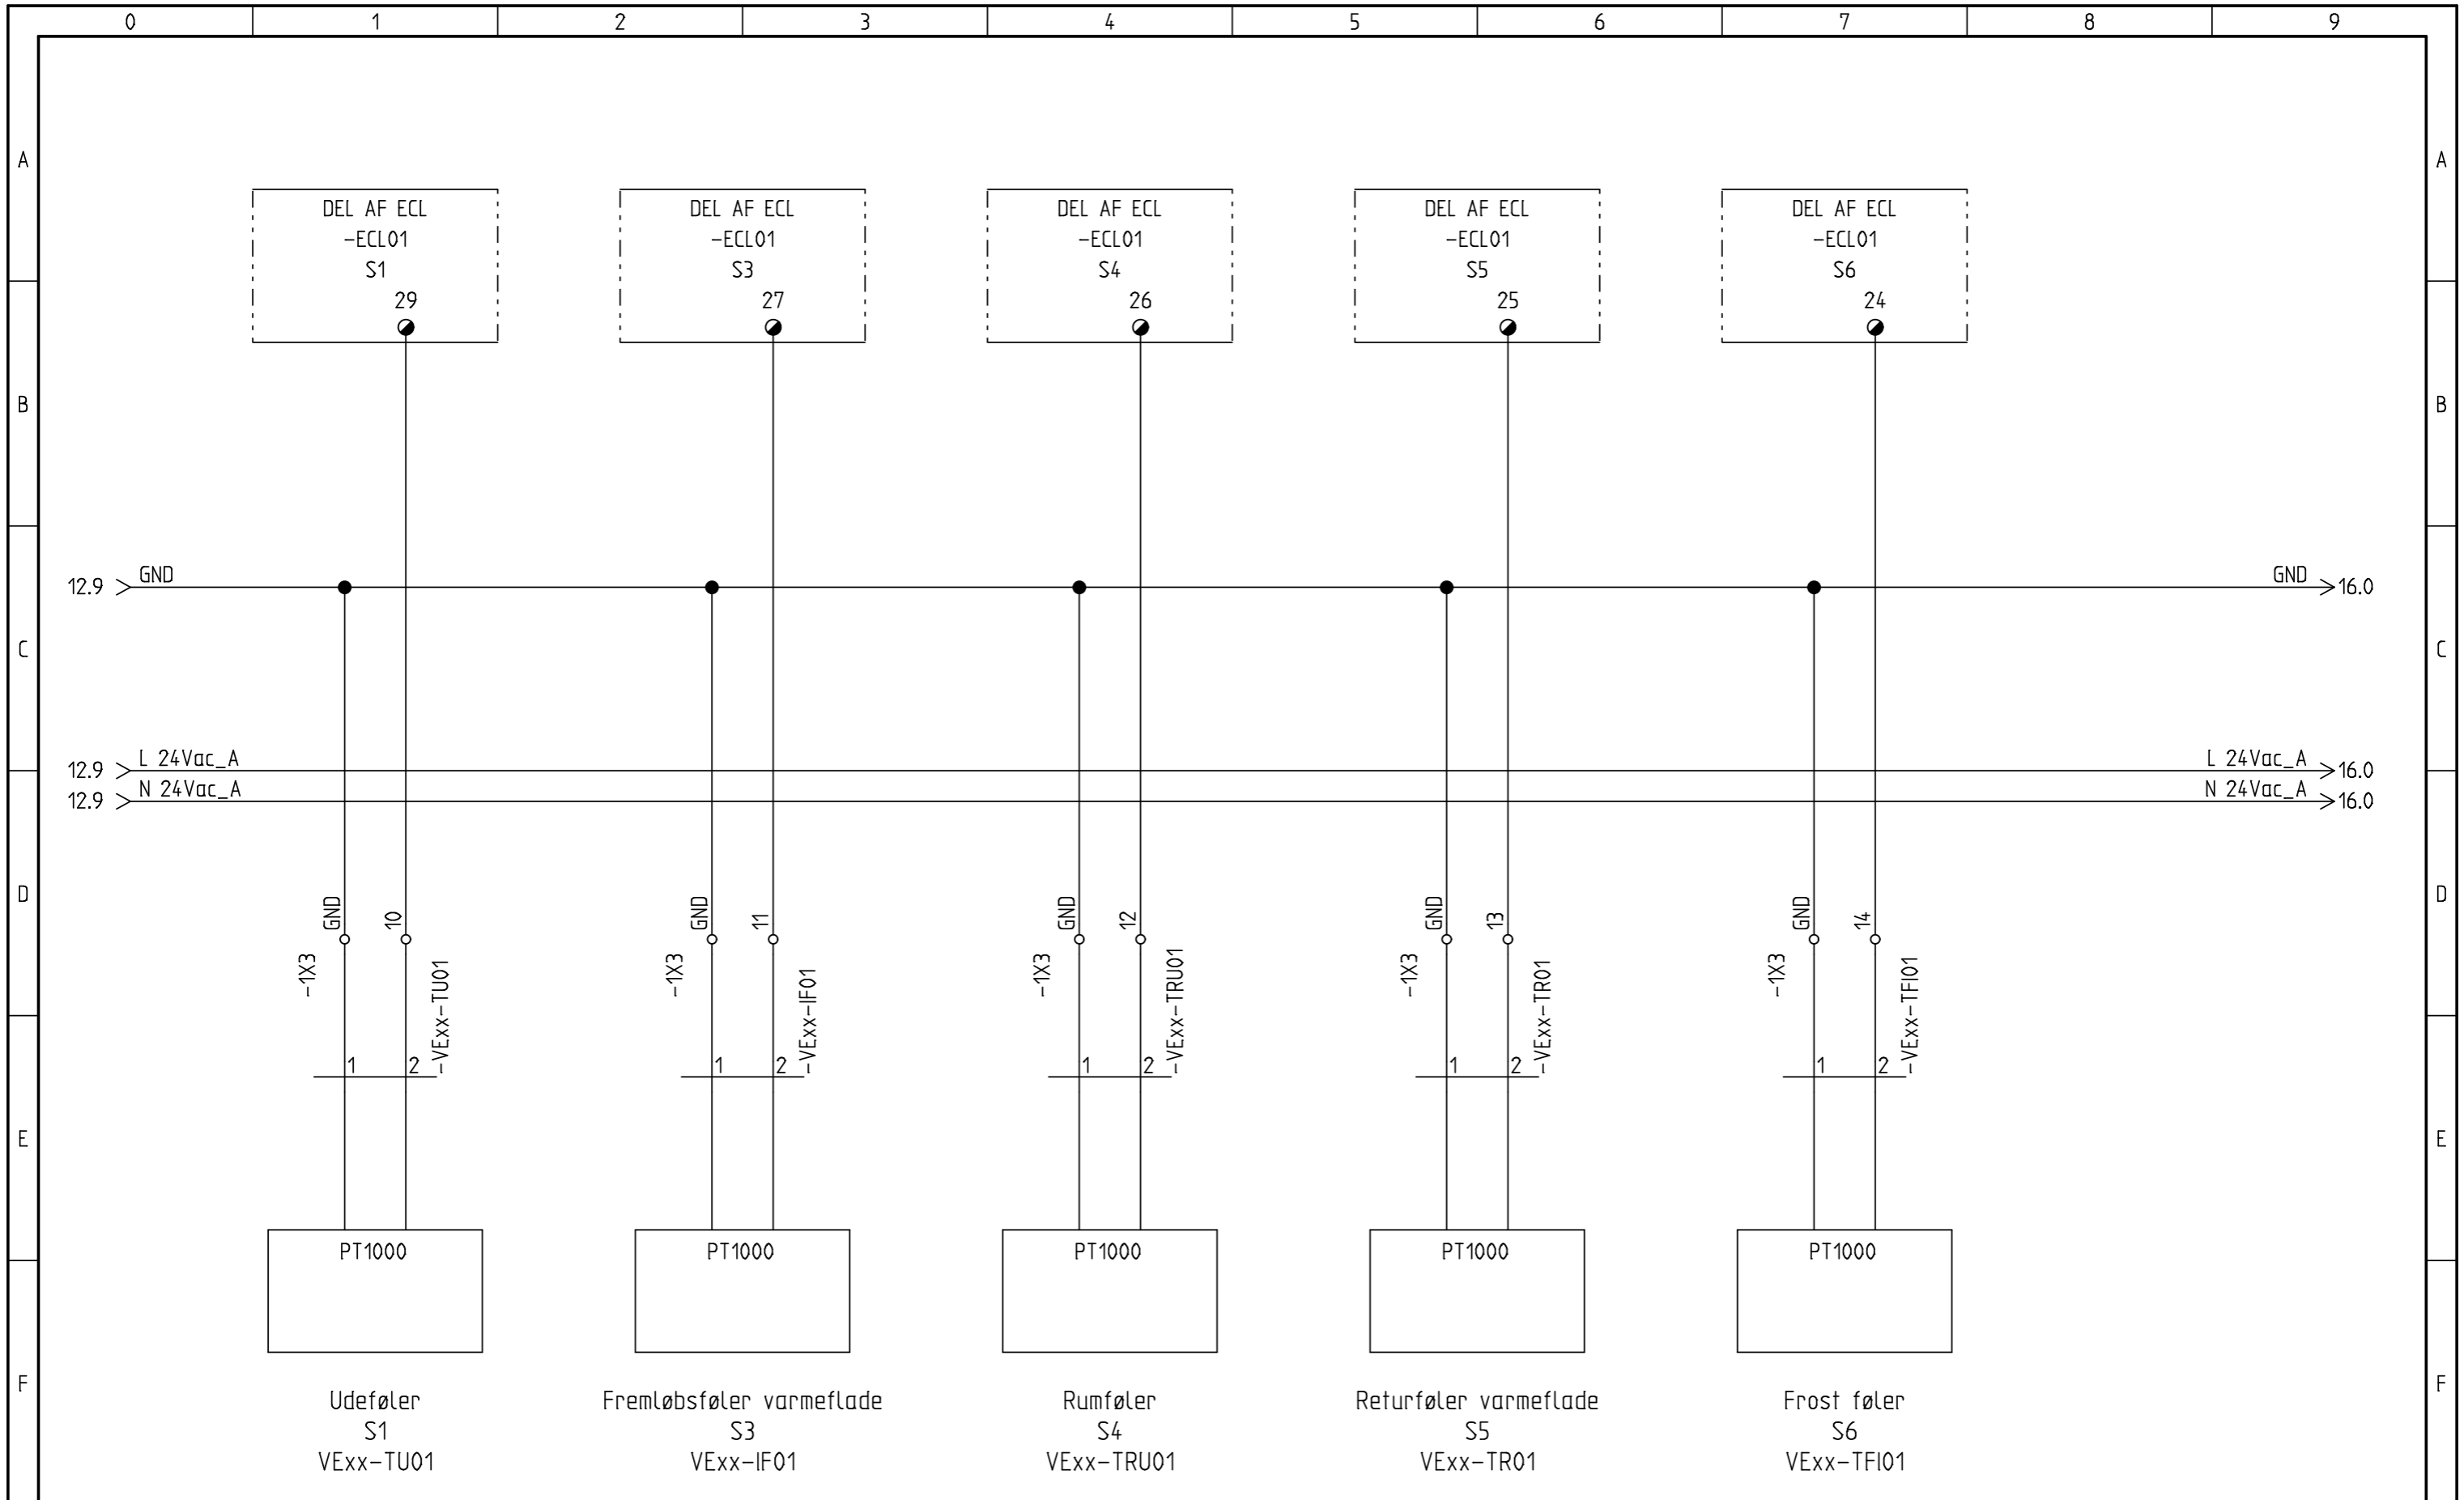 0 1 2 3 4 5 6 7 8 9
A A
DEL AF ECL DEL AF ECL DEL AF ECL DEL AF ECL DEL AF ECL
-ECL01 -ECL01 -ECL01 -ECL01 -ECL01
S1 S3 S4 S5 S6
29 27 26 25 24
B B
GND GND
12.9 16.0
C C
L 24Vac_A L 24Vac_A
12.9 16.0
N 24Vac_A N 24Vac_A
12.9 16.0
D D
GND 10 GND 11 GND 12 GND 13 GND 14
-1X3 -1X3 -1X3 -1X3 -1X3
-VExx-TU01 -VExx-IF01 -VExx-TRU01 -VExx-TR01 -VExx-TFI01
1 2 1 2 1 2 1 2 1 2
E E
PT1000 PT1000 PT1000 PT1000 PT1000
F F
Udeføler Fremløbsføler varmeflade Rumføler Returføler varmeflade Frost føler
S1 S3 S4 S5 S6
VExx-TU01 VExx-IF01 VExx-TRU01 VExx-TR01 VExx-TFI01